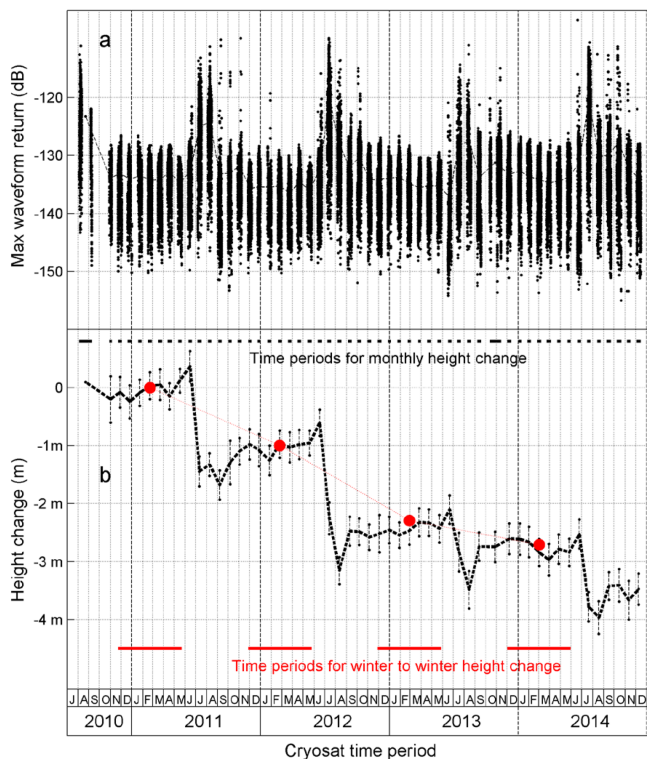 a
Max waveform return (dB)
-120
-130
-140
-150
Time periods for monthly height change
b
Height change (m)
0
-1m
-2 m
-3 m
-4 m
Time periods for winter to winter height change
J A S O N D J F M A M J J A S O N D J F M A M J J A S O N D J F M A M J J A S O N D J F M A M J J A S O N D
2010 2011 2012 2013 2014
Cryosat time period